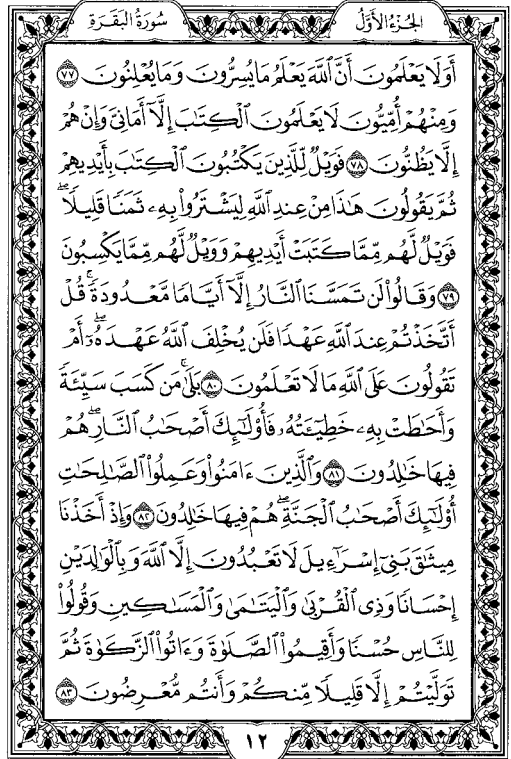 الجُزْءُ الأَوَّلُ
سُورَةُ البَقَرَةِ
أَوَلَا يَعْلَمُونَ أَنَّ ٱللَّهَ يَعْلَمُ مَا يُسِرُّونَ وَمَا يُعْلِنُونَ ٧٧
وَمِنْهُمْ أُمِّيُّونَ لَا يَعْلَمُونَ ٱلْكِتَٰبَ إِلَّآ أَمَانِىَّ وَإِنْ هُمْ
إِلَّا يَظُنُّونَ ٧٨ فَوَيْلٌ لِّلَّذِينَ يَكْتُبُونَ ٱلْكِتَٰبَ بِأَيْدِيهِمْ
ثُمَّ يَقُولُونَ هَٰذَا مِنْ عِندِ ٱللَّهِ لِيَشْتَرُوا۟ بِهِۦ ثَمَنًا قَلِيلًا ۖ
فَوَيْلٌ لَّهُم مِّمَّا كَتَبَتْ أَيْدِيهِمْ وَوَيْلٌ لَّهُم مِّمَّا يَكْسِبُونَ
٧٩ وَقَالُوا۟ لَن تَمَسَّنَا ٱلنَّارُ إِلَّآ أَيَّامًا مَّعْدُودَةً ۚ قُلْ
أَتَّخَذْتُمْ عِندَ ٱللَّهِ عَهْدًا فَلَن يُخْلِفَ ٱللَّهُ عَهْدَهُۥٓ ۖ أَمْ
تَقُولُونَ عَلَى ٱللَّهِ مَا لَا تَعْلَمُونَ ٨٠ بَلَىٰ ۚ مَن كَسَبَ سَيِّئَةً
وَأَحَٰطَتْ بِهِۦ خَطِيٓـَٔتُهُۥ فَأُو۟لَٰٓئِكَ أَصْحَٰبُ ٱلنَّارِ ۖ هُمْ
فِيهَا خَٰلِدُونَ ٨١ وَٱلَّذِينَ ءَامَنُوا۟ وَعَمِلُوا۟ ٱلصَّٰلِحَٰتِ
أُو۟لَٰٓئِكَ أَصْحَٰبُ ٱلْجَنَّةِ ۖ هُمْ فِيهَا خَٰلِدُونَ ٨٢ وَإِذْ أَخَذْنَا
مِيثَٰقَ بَنِىٓ إِسْرَٰٓءِيلَ لَا تَعْبُدُونَ إِلَّا ٱللَّهَ وَبِٱلْوَٰلِدَيْنِ
إِحْسَانًا وَذِى ٱلْقُرْبَىٰ وَٱلْيَتَٰمَىٰ وَٱلْمَسَٰكِينِ وَقُولُوا۟
لِلنَّاسِ حُسْنًا وَأَقِيمُوا۟ ٱلصَّلَوٰةَ وَءَاتُوا۟ ٱلزَّكَوٰةَ ثُمَّ
تَوَلَّيْتُمْ إِلَّا قَلِيلًا مِّنكُمْ وَأَنتُم مُّعْرِضُونَ ٨٣
١٢